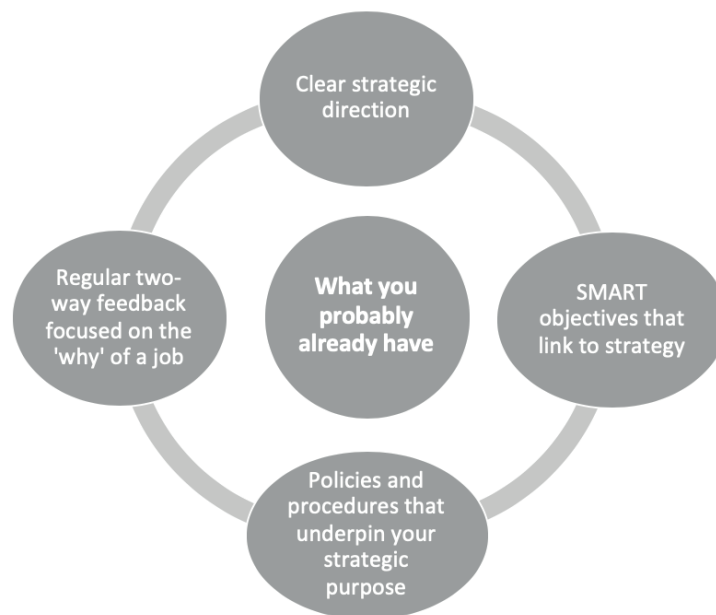 Clear strategic
direction
Regular two-
way feedback
focused on the
'why' of a job
What you
probably
already have
SMART
objectives that
link to strategy
Policies and
procedures that
underpin your
strategic
purpose